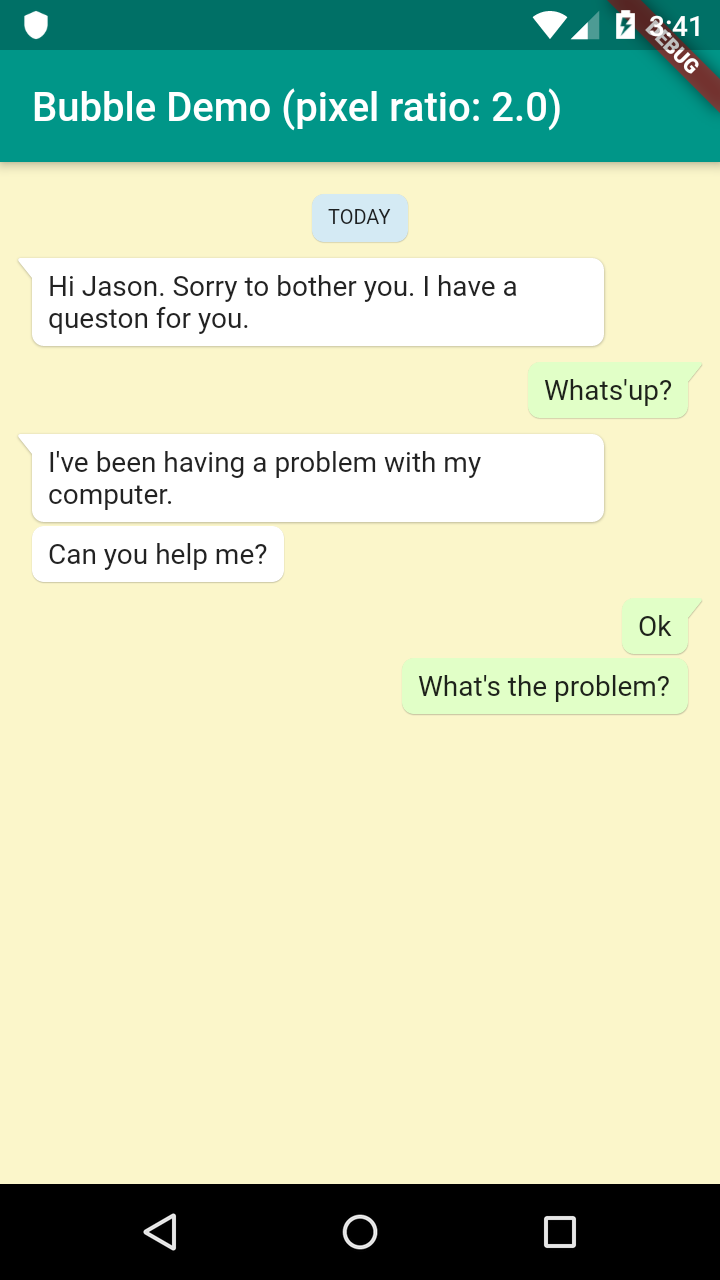 3:41
DEBUG
Bubble Demo (pixel ratio: 2.0)
TODAY
Hi Jason. Sorry to bother you. I have a
queston for you.
Whats'up?
I've been having a problem with my
computer.
Can you help me?
Ok
What's the problem?